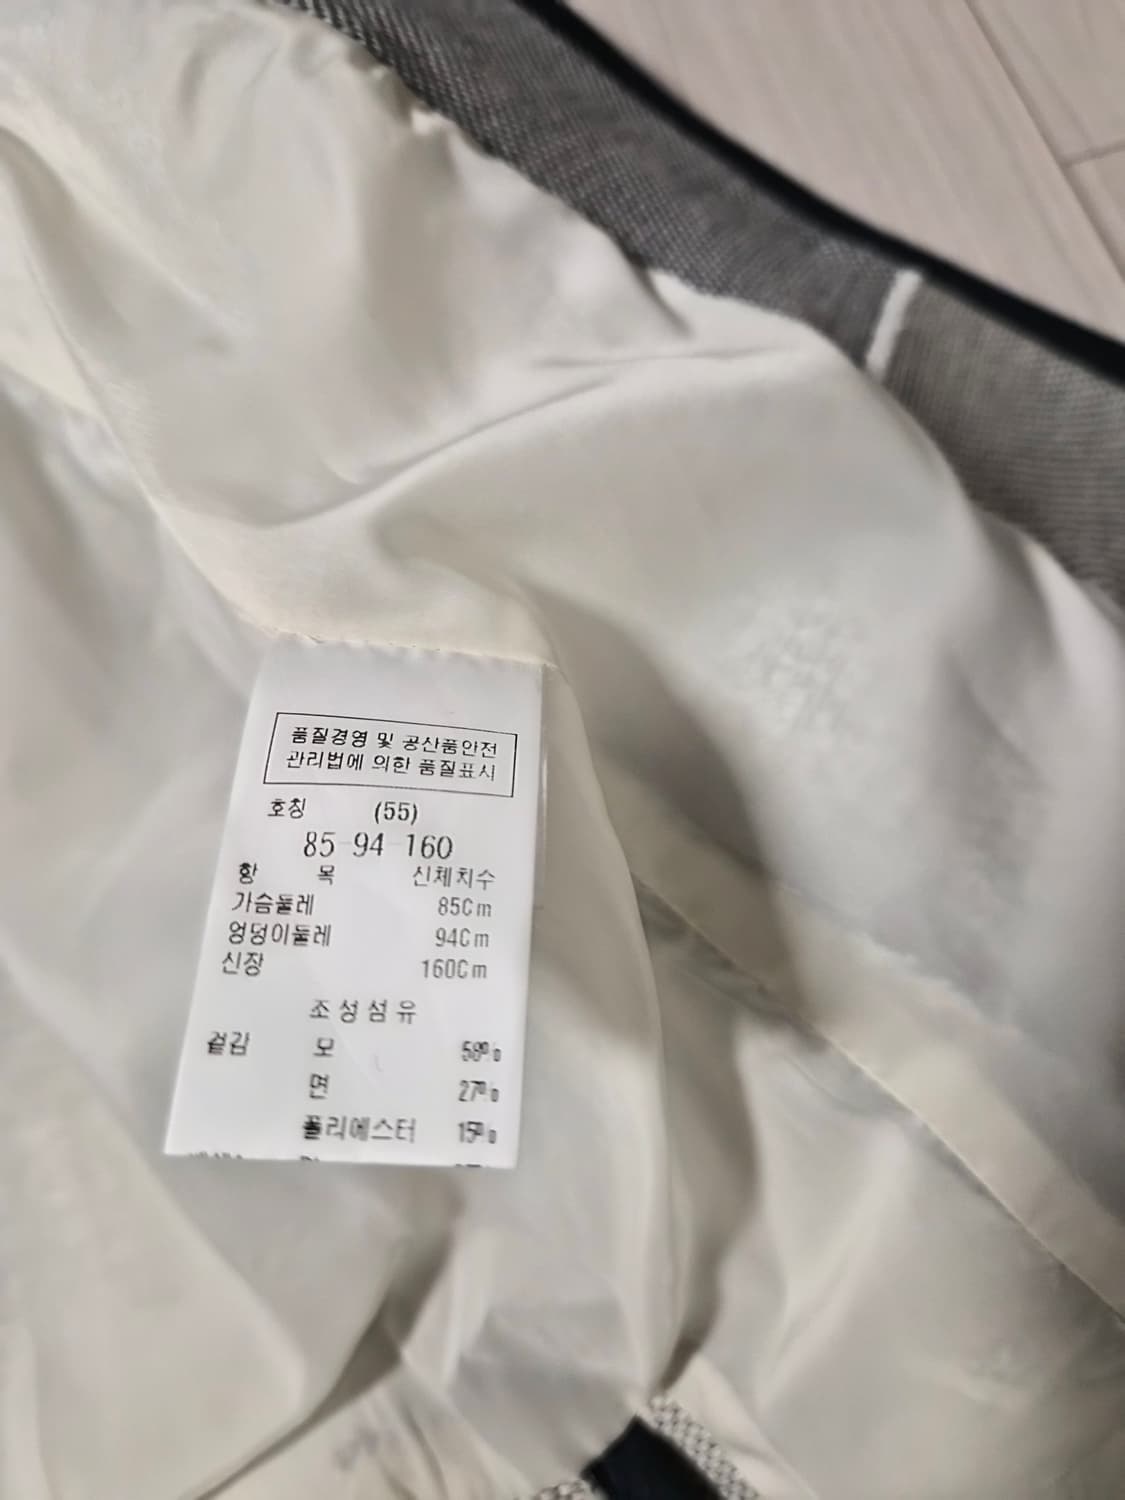 품질경영 및 공산품안전
관리법에 의한 품질표시
호칭 (55)
85-94-160
항 목 신체치수
가슴둘레 85Cm
엉덩이둘레 94Cm
신장 160Cm
조성섬유
겉감 모 58%
면 27%
폴리에스터 15%